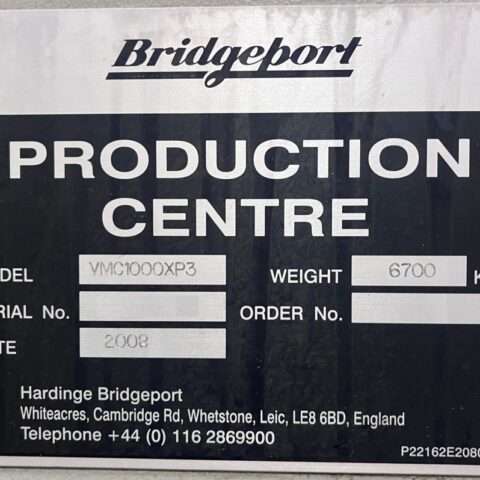 Bridgeport
PRODUCTION
CENTRE
ODEL VMC1000XP3 WEIGHT 6700 K
RIAL No. ORDER No.
TE 2008
Hardinge Bridgeport
Whiteacres, Cambridge Rd, Whetstone, Leic, LE8 6BD, England
Telephone +44 (0) 116 2869900
P22162E2080